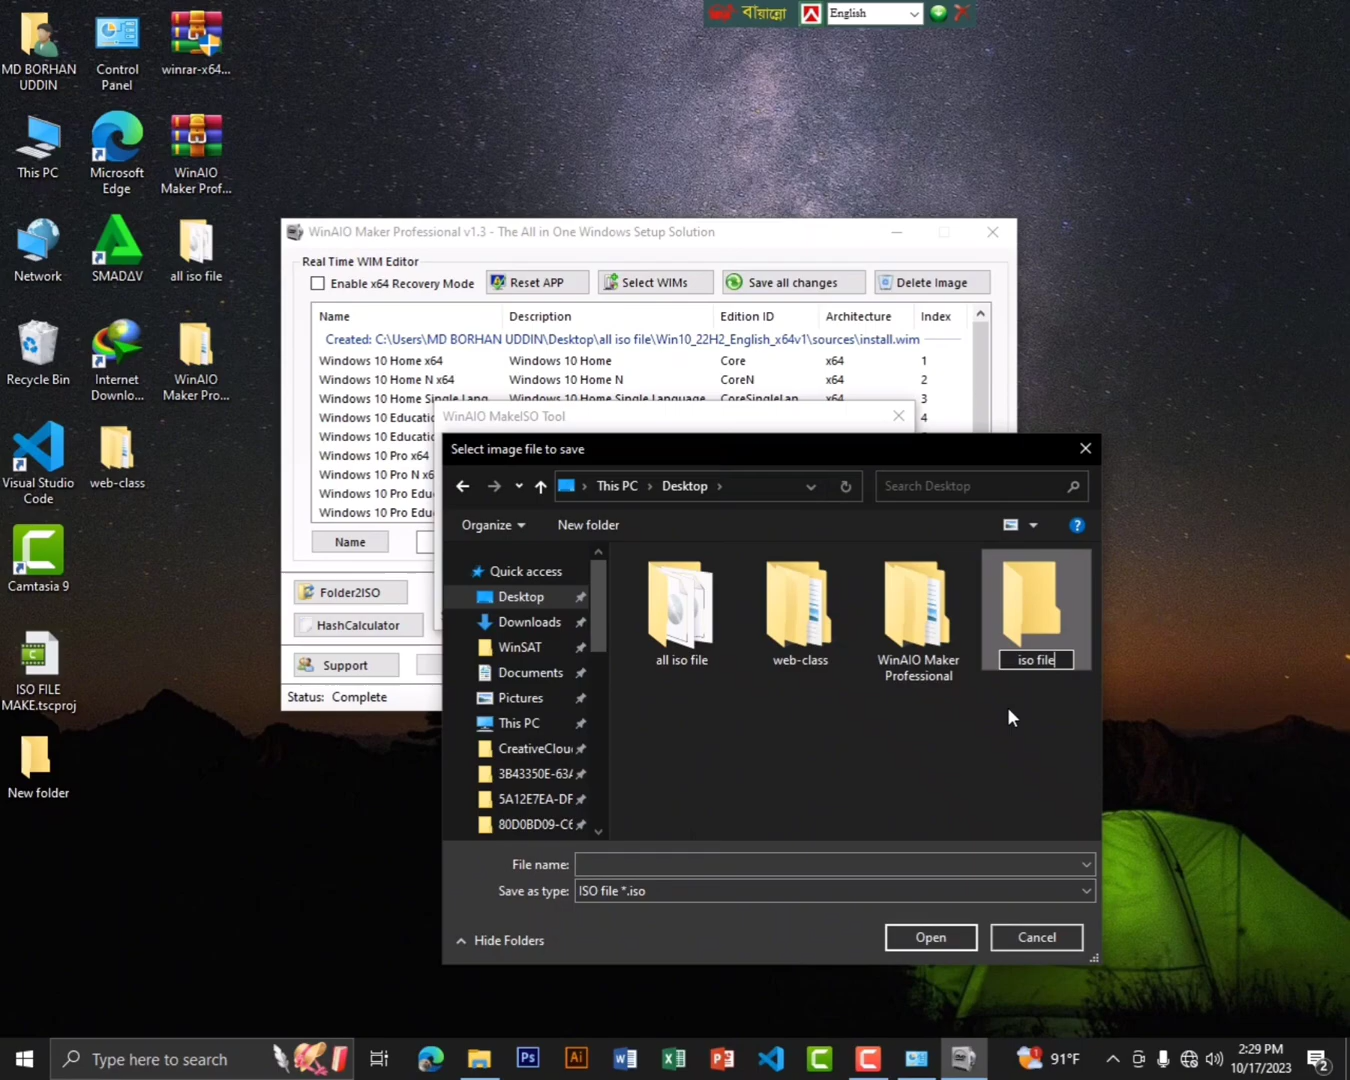 বায়ান্নো
English
MD BORHAN
UDDIN
Control
Panel
winrar-x64...
This PC
Microsoft
Edge
WinAIO
Maker Prof...
Network
SMADΔV
all iso file
Recycle Bin
Internet
Downlo...
WinAIO
Maker Pro...
Visual Studio
Code
web-class
Camtasia 9
ISO FILE
MAKE.tscproj
New folder
WinAIO Maker Professional v1.3 - The All in One Windows Setup Solution
Real Time WIM Editor
Enable x64 Recovery Mode
Reset APP
Select WIMs
Save all changes
Delete Image
Name Description Edition ID Architecture Index
Created: C:\Users\MD BORHAN UDDIN\Desktop\all iso file\Win10_22H2_English_x64v1\sources\install.wim
Windows 10 Home x64 Windows 10 Home Core x64 1
Windows 10 Home N x64 Windows 10 Home N CoreN x64 2
Windows 10 Home Single Lang Windows 10 Home Single Language CoreSingleLan x64 3
Windows 10 Educatio 4
Windows 10 Educatio
Windows 10 Pro x64
Windows 10 Pro N x6
Windows 10 Pro Edu
Windows 10 Pro Edu
Name
Folder2ISO
HashCalculator
Support
Status: Complete
WinAIO MakeISO Tool
Select image file to save
This PC > Desktop >
Search Desktop
Organize
New folder
Quick access
Desktop
Downloads
WinSAT
Documents
Pictures
This PC
CreativeClou
3B43350E-63A
5A12E7EA-DF
80D0BD09-C6
all iso file
web-class
WinAIO Maker
Professional
iso file
File name:
Save as type: ISO file *.iso
Hide Folders
Open
Cancel
Type here to search
Ps
Ai
91°F
2:29 PM
10/17/2023
2